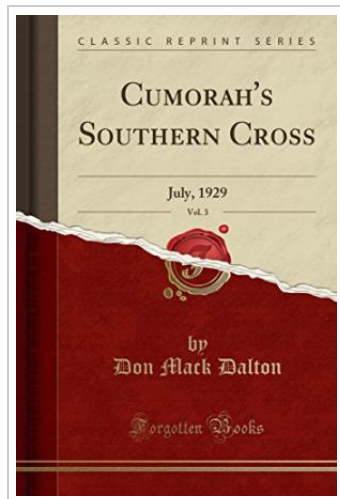 CLASSIC REPRINT SERIES
CUMORAH'S
SOUTHERN CROSS
July, 1929
Vol. 3
by
Don Mack Dalton
Forgotten Books